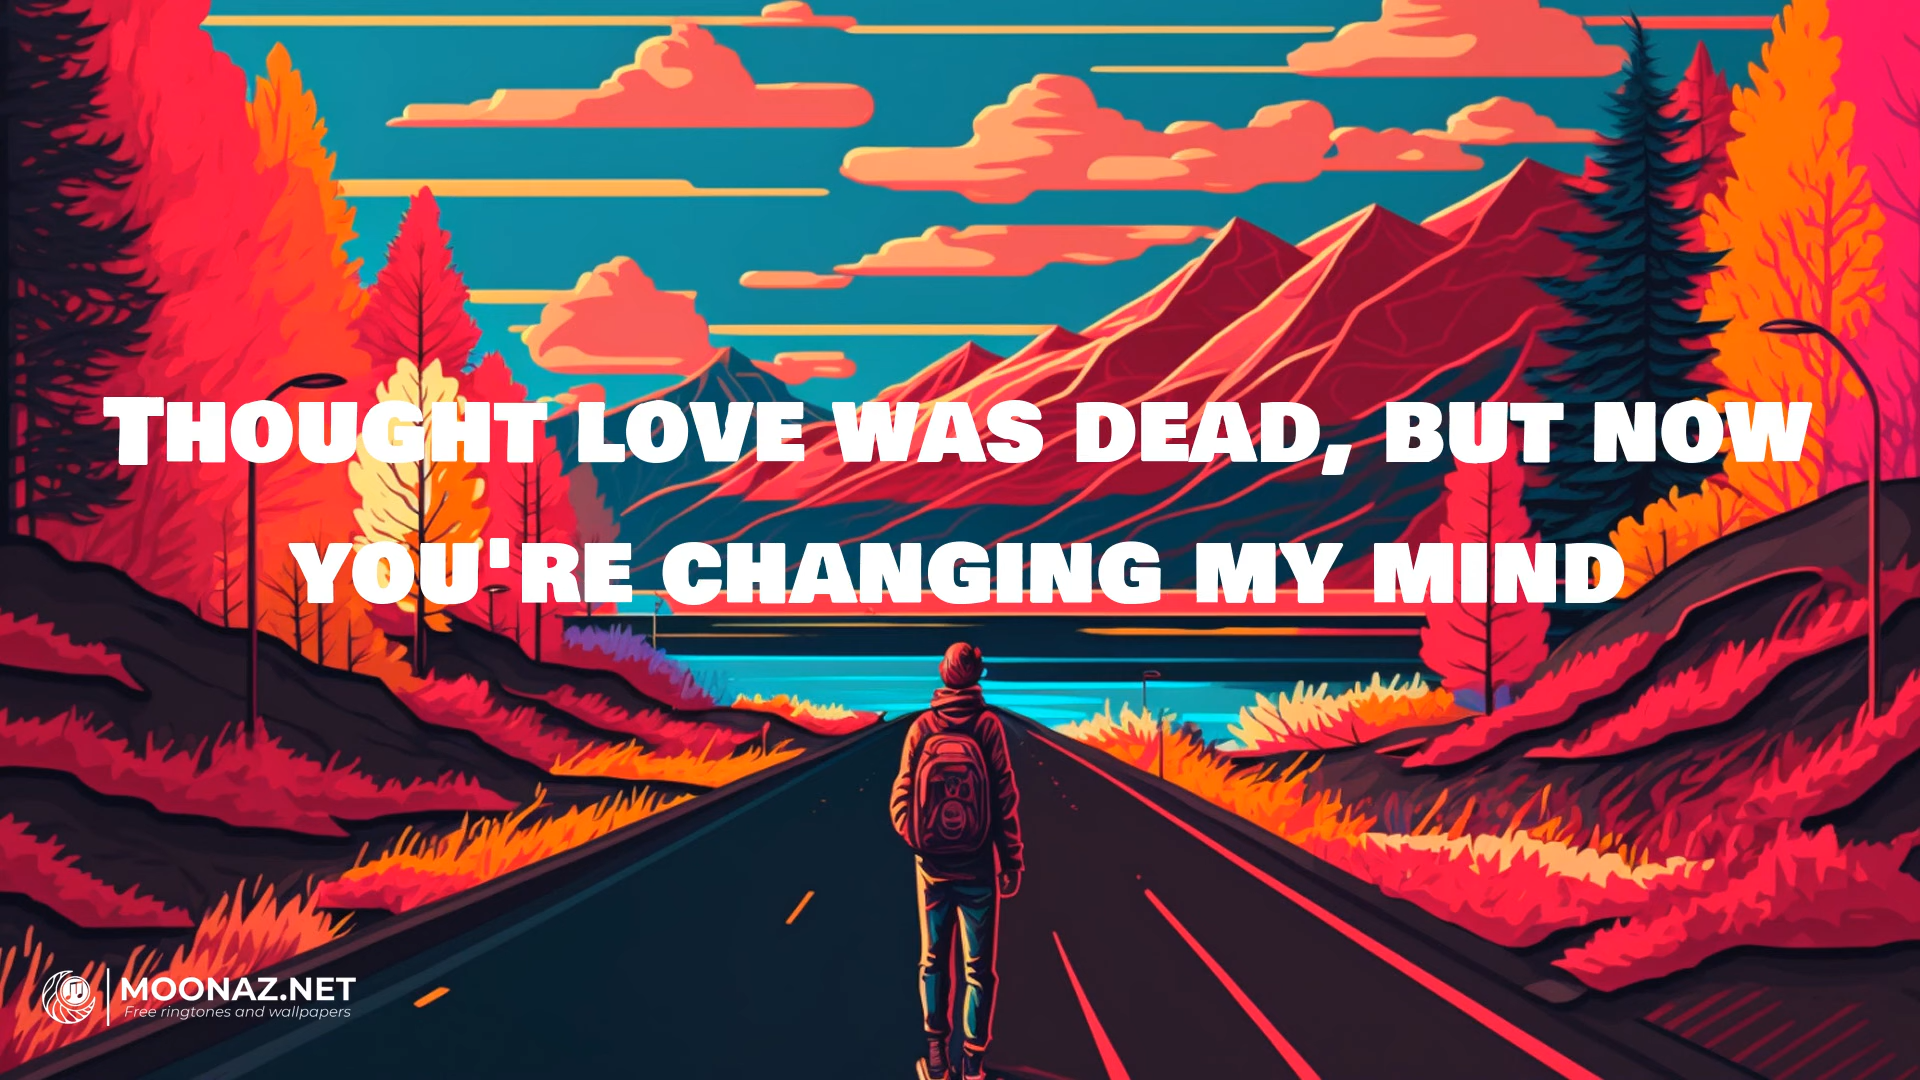 Thought love was dead, but now
you're changing my mind
MOONAZ.NET
Free ringtones and wallpapers